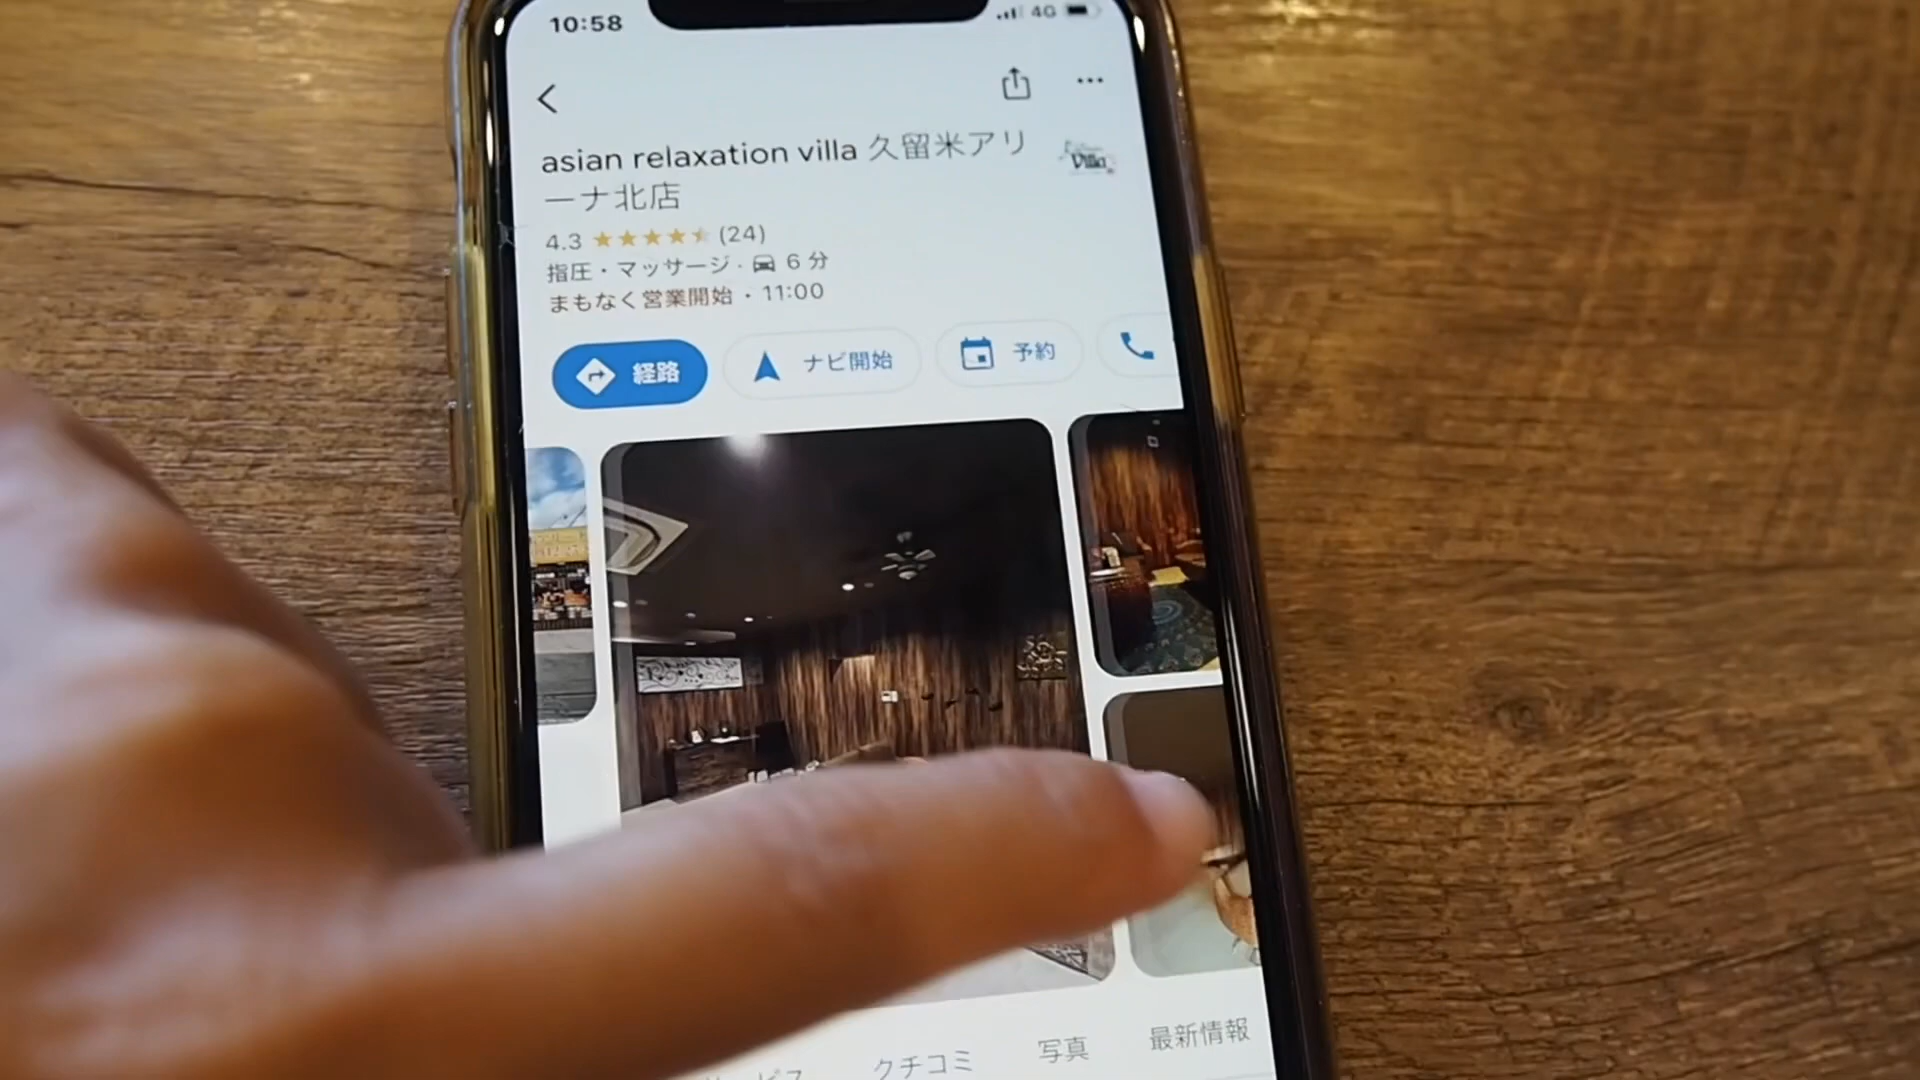 10:58
4G
asian relaxation villa 久留米アリ
ーナ北店
Villa
4.3 (24)
指圧・マッサージ · 6 分
まもなく営業開始 · 11:00
経路
ナビ開始
予約
クチコミ
写真
最新情報